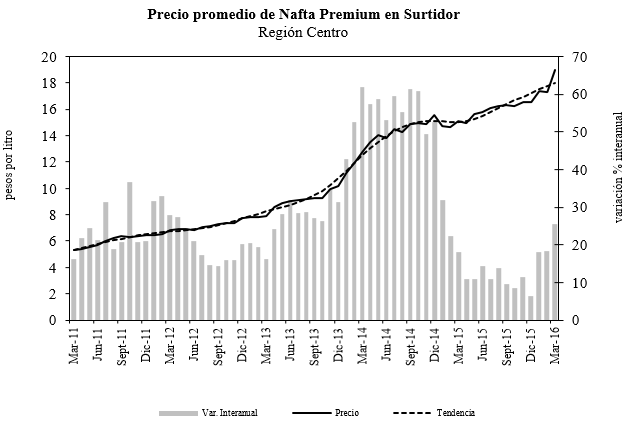 Precio promedio de Nafta Premium en Surtidor
Región Centro
pesos por litro
20
18
16
14
12
10
8
6
4
2
0
70
60
50
40
30
20
10
0
variación % interanual
Mar-11
Jun-11
Sept-11
Dic-11
Mar-12
Jun-12
Sept-12
Dic-12
Mar-13
Jun-13
Sept-13
Dic-13
Mar-14
Jun-14
Sept-14
Dic-14
Mar-15
Jun-15
Sept-15
Dic-15
Mar-16
Var. Interanual
Precio
Tendencia